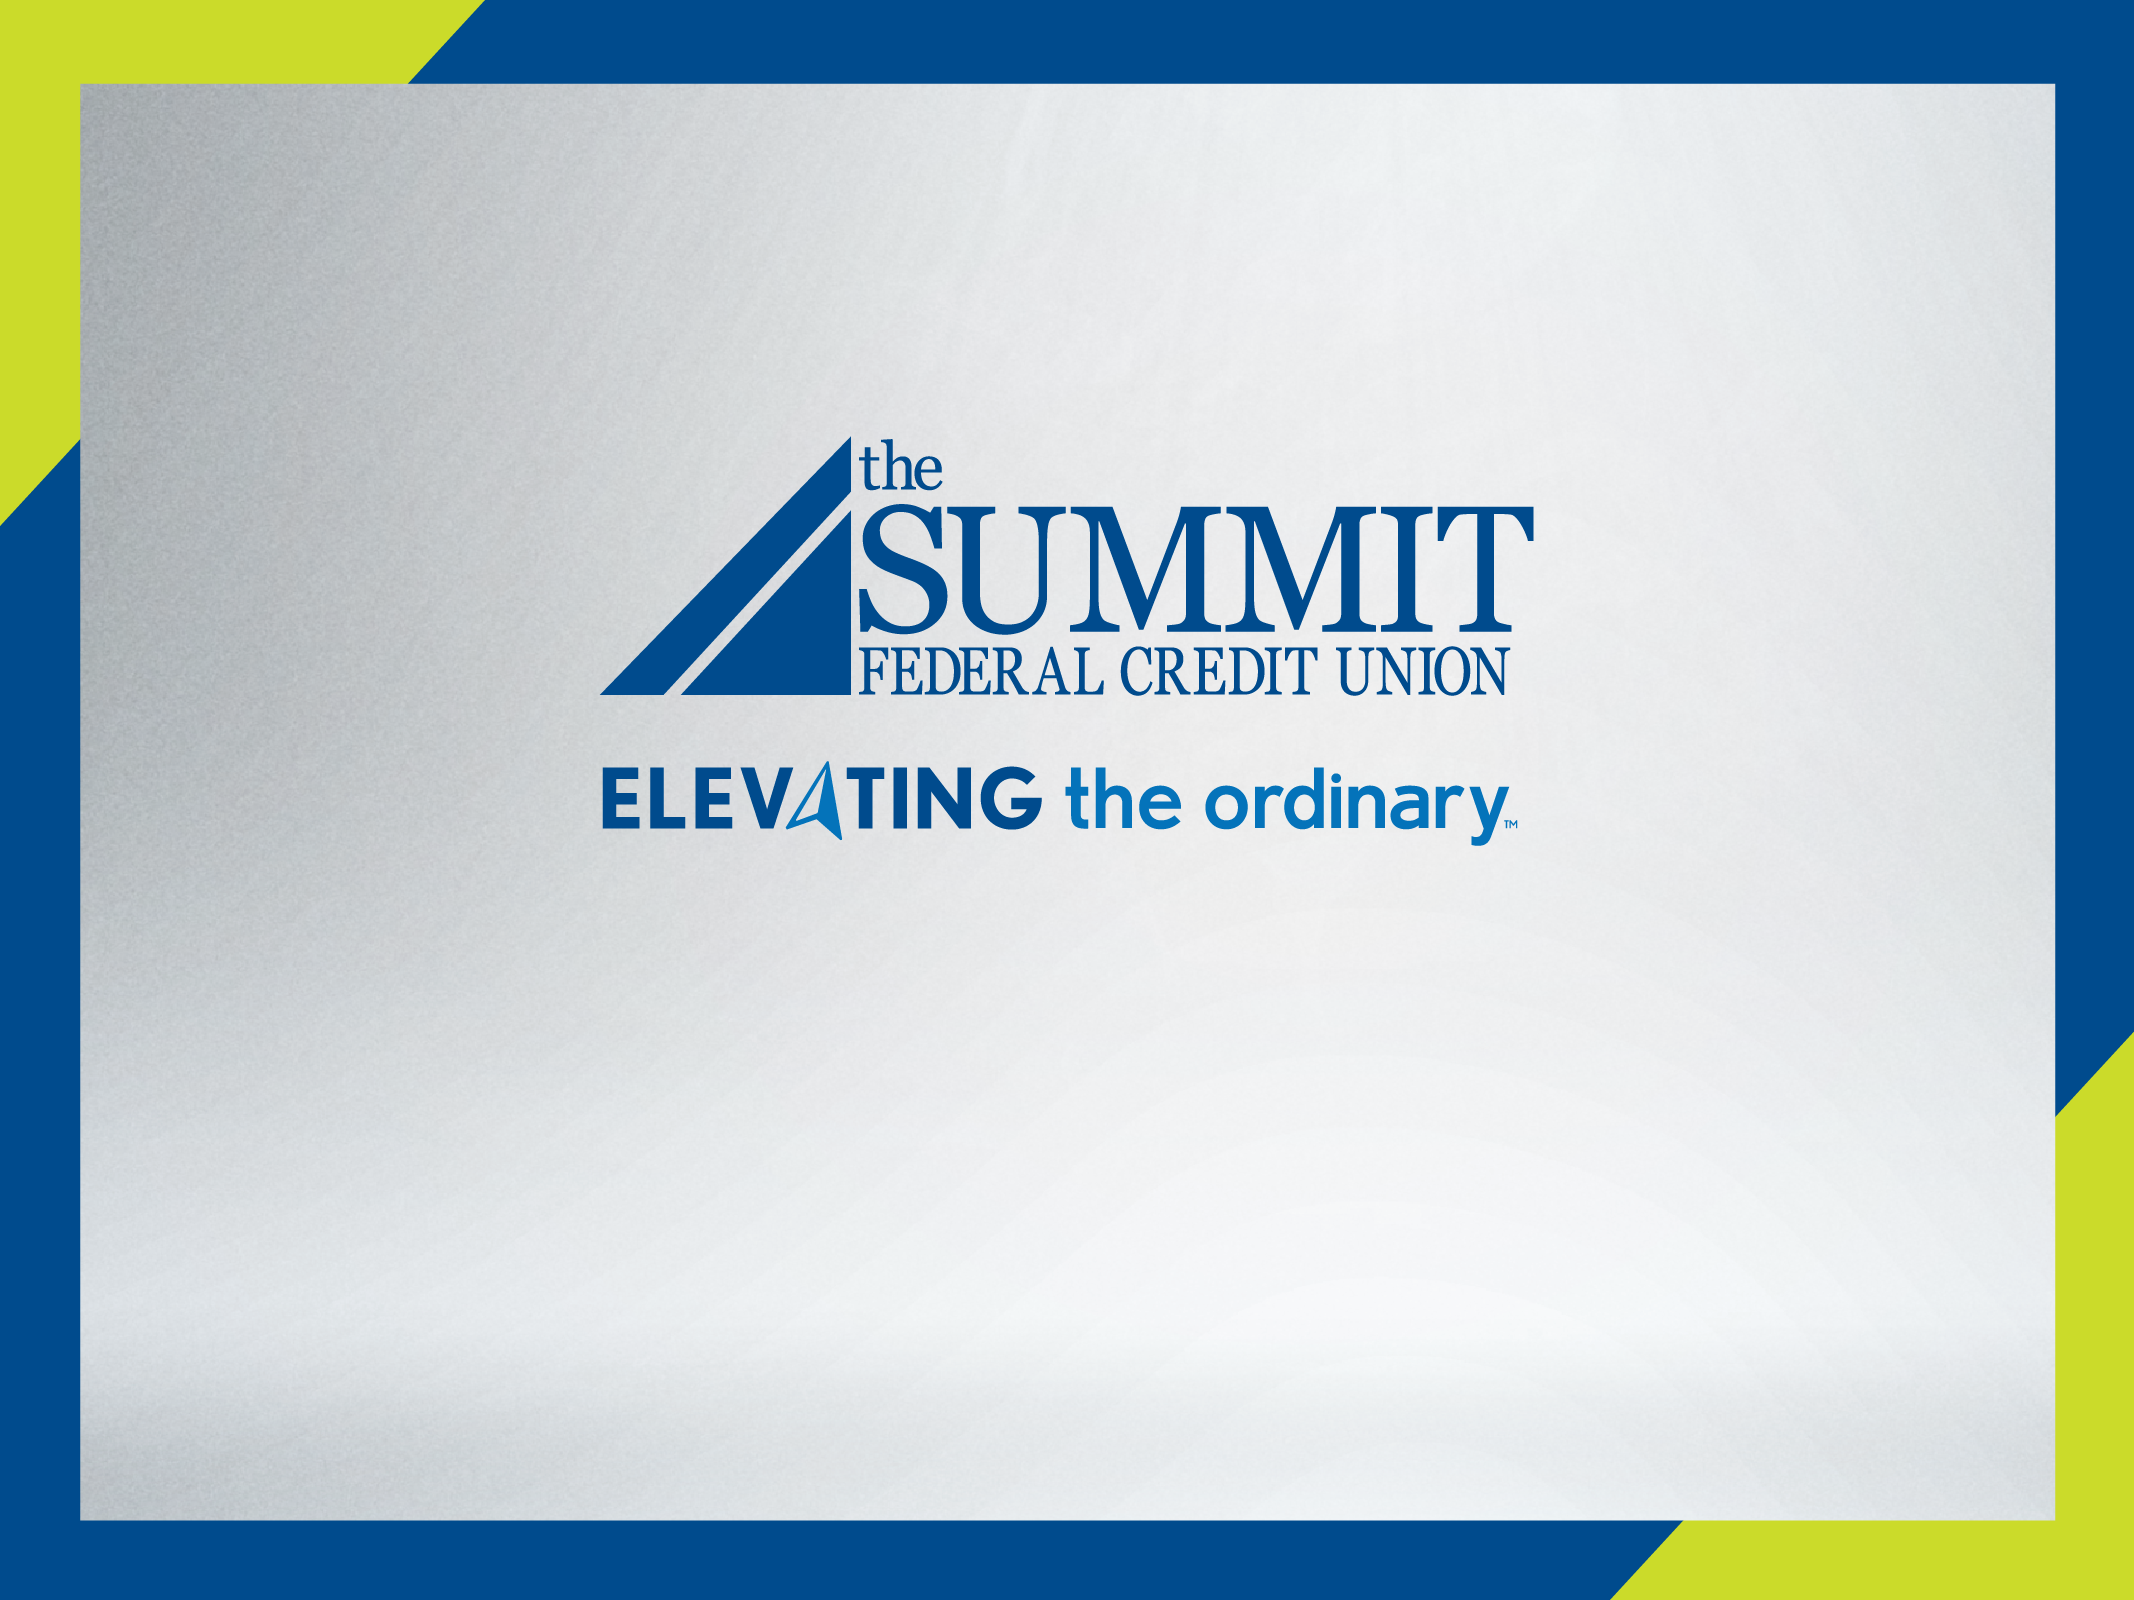 the
SUMMIT
FEDERAL CREDIT UNION
ELEVATING the ordinary™